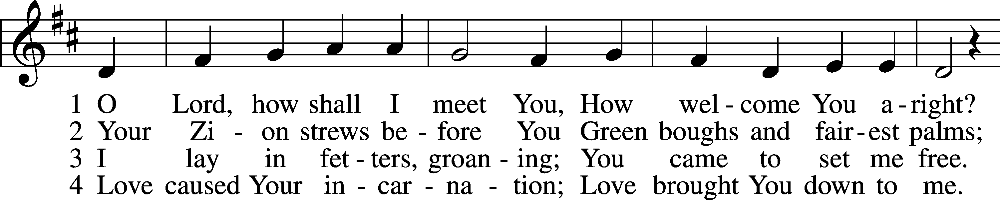 1 O Lord, how shall I meet You, How wel - come You a - right?
2 Your Zi - on strews be - fore You Green boughs and fair - est palms;
3 I lay in fet - ters, groan - ing; You came to set me free.
4 Love caused Your in - car - na - tion; Love brought You down to me.